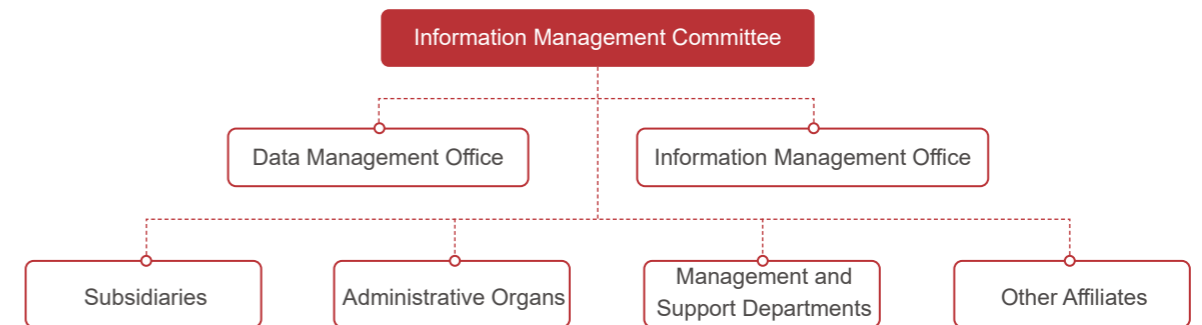 Information Management Committee
Data Management Office
Information Management Office
Subsidiaries
Administrative Organs
Management and
Support Departments
Other Affiliates